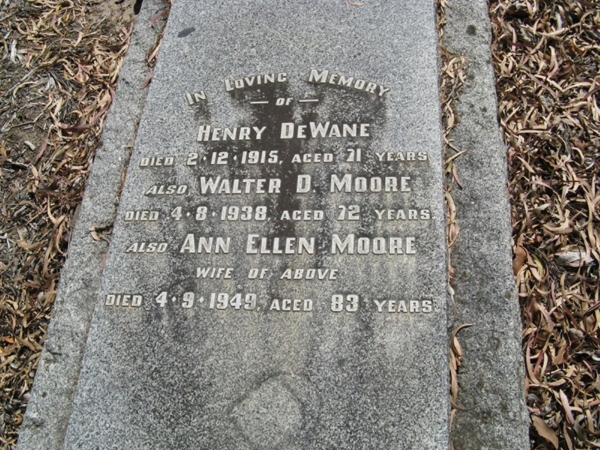 IN LOVING MEMORY
— OF —
HENRY DEWANE
DIED 2·12·1915, AGED 71 YEARS
ALSO WALTER D. MOORE
DIED 4·8·1938, AGED 72 YEARS.
ALSO ANN ELLEN MOORE
WIFE OF ABOVE
DIED 4·9·1949, AGED 83 YEARS.